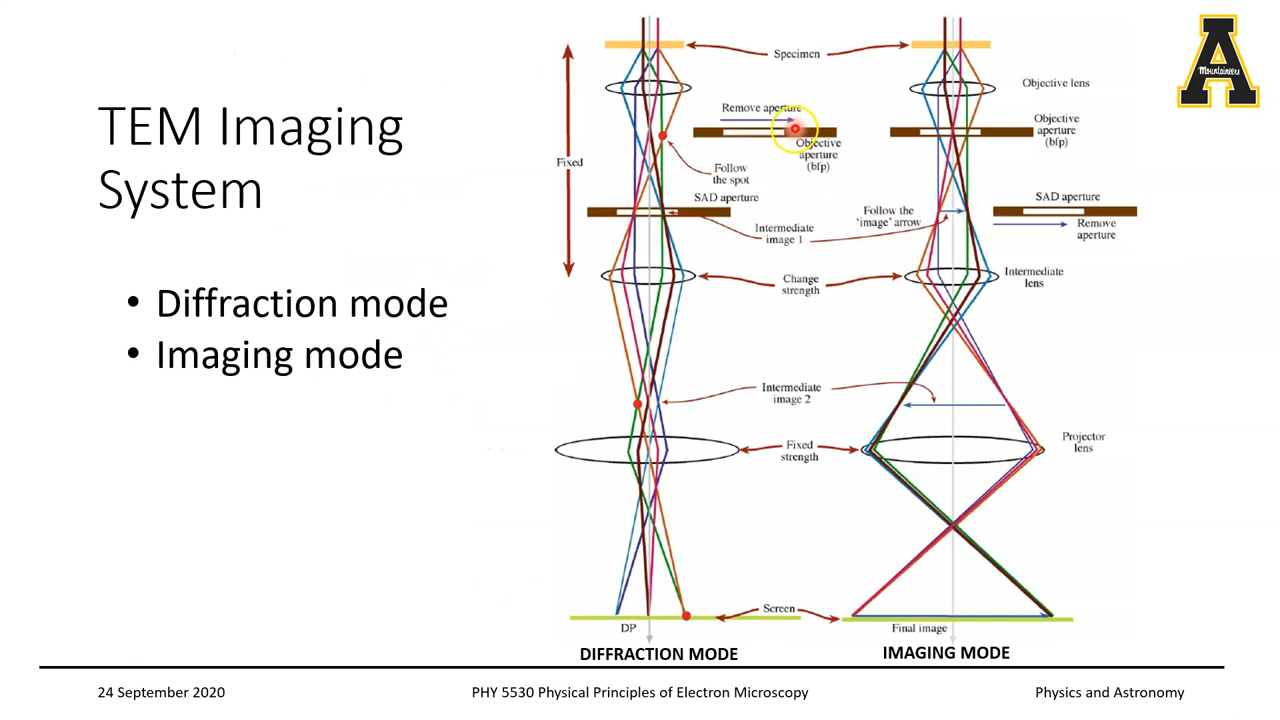 TEM Imaging
System
• Diffraction mode
• Imaging mode
Mountaineers
Specimen
Objective lens
Remove aperture
Objective
aperture
(bfp)
Objective
aperture
(bfp)
Fixed
Follow
the spot
SAD aperture
Intermediate
image 1
Follow the
'image' arrow
SAD aperture
Remove
aperture
Change
strength
Intermediate
lens
Intermediate
image 2
Fixed
strength
Projector
lens
Screen
DP
Final image
DIFFRACTION MODE
IMAGING MODE
24 September 2020
PHY 5530 Physical Principles of Electron Microscopy
Physics and Astronomy